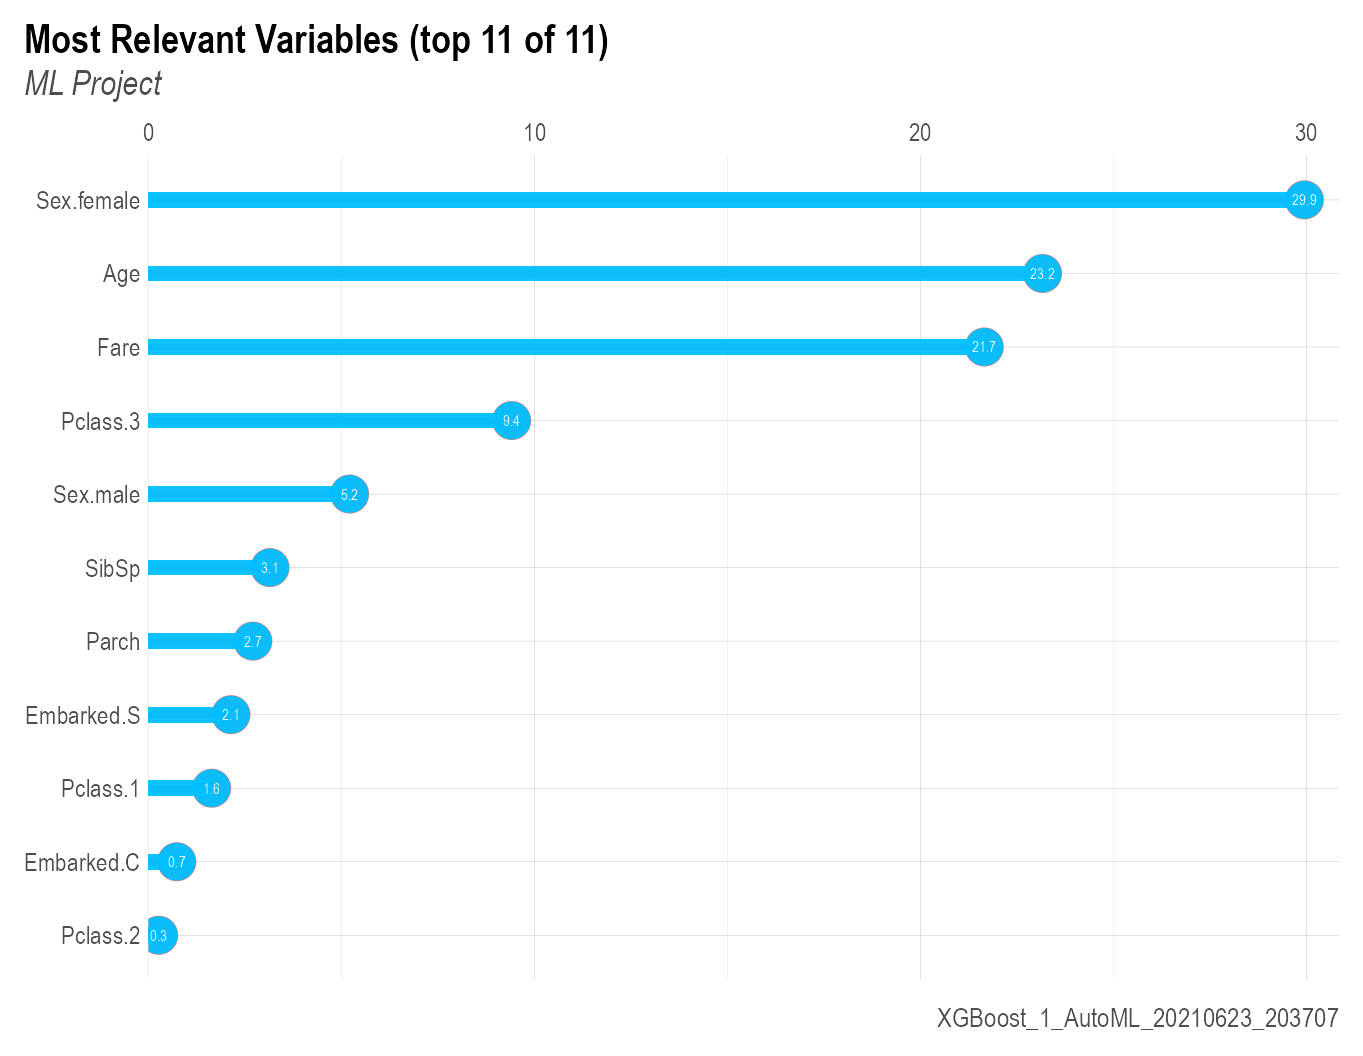 Most Relevant Variables (top 11 of 11)
ML Project
0 10 20 30
Sex.female 29.9
Age 23.2
Fare 21.7
Pclass.3 9.4
Sex.male 5.2
SibSp 3.1
Parch 2.7
Embarked.S 2.1
Pclass.1 1.6
Embarked.C 0.7
Pclass.2 0.3
XGBoost_1_AutoML_20210623_203707